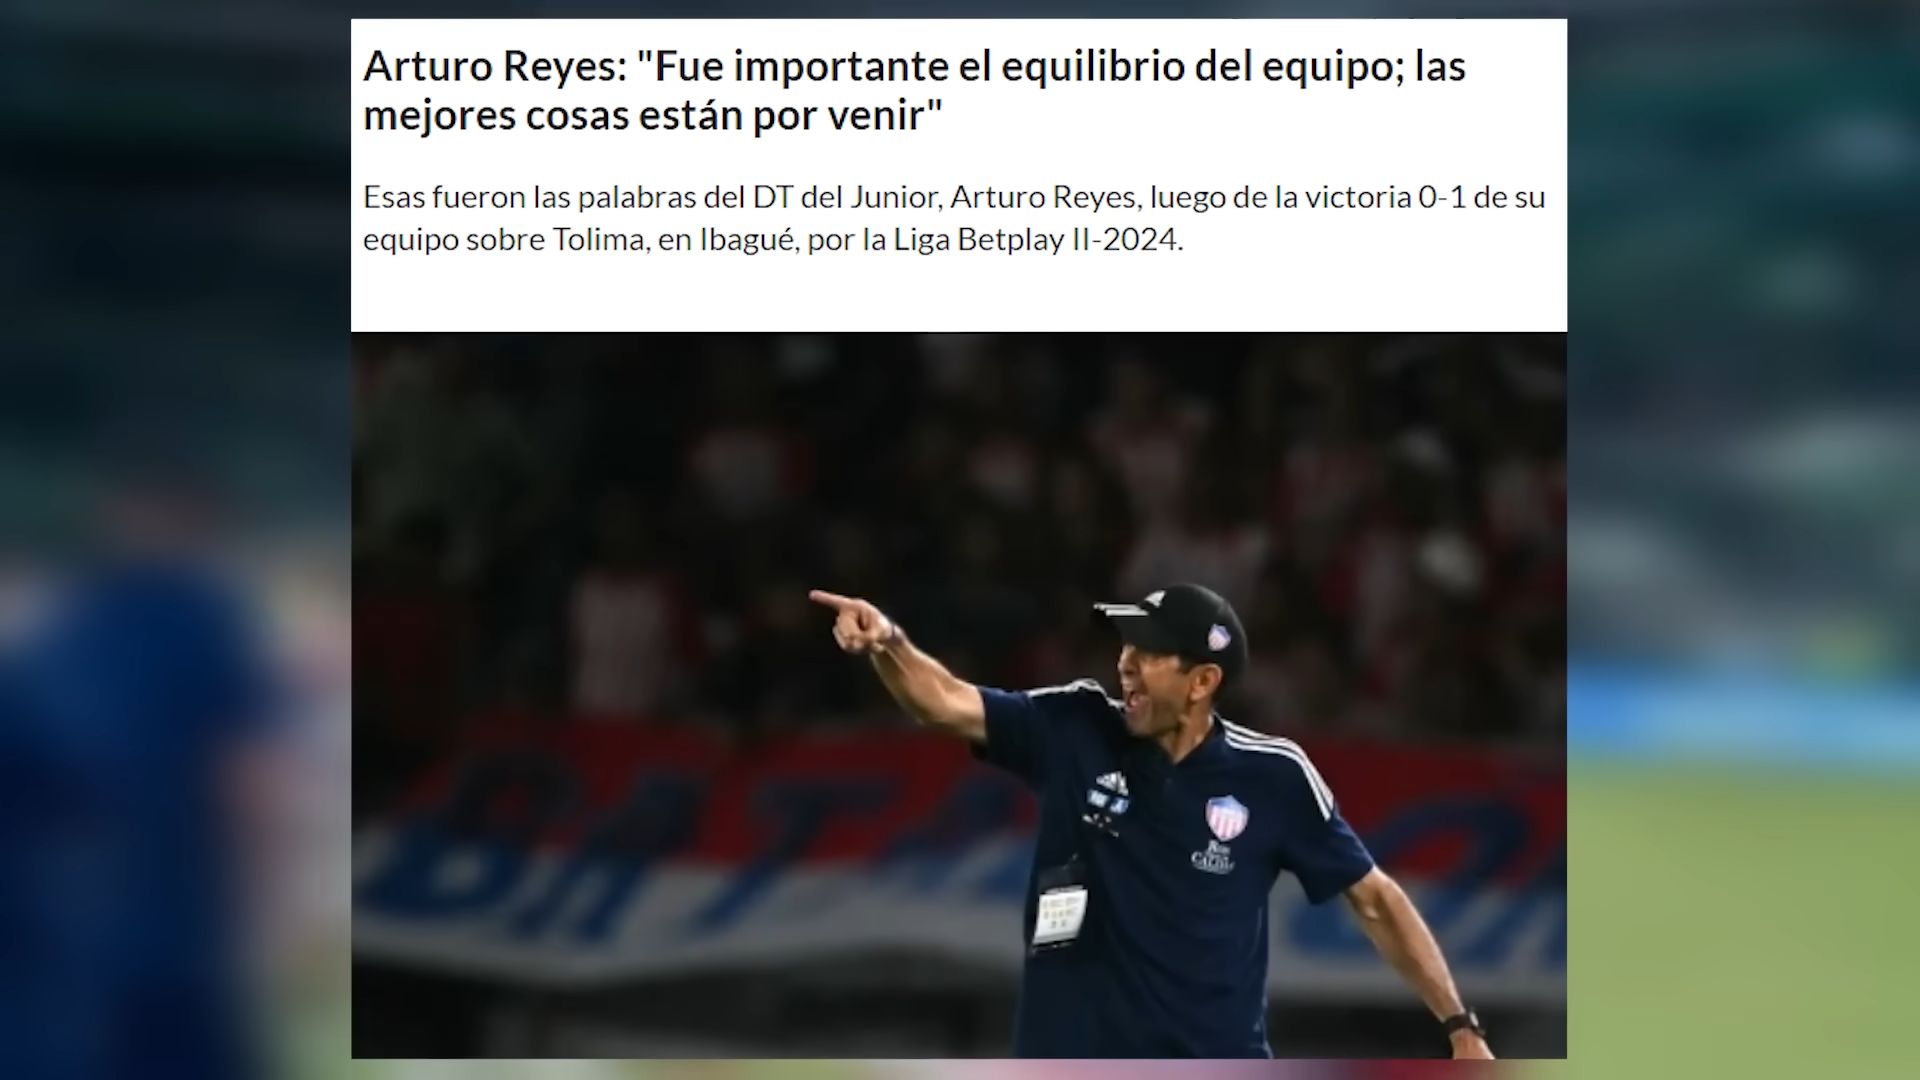 Arturo Reyes: "Fue importante el equilibrio del equipo; las
mejores cosas están por venir"
Esas fueron las palabras del DT del Junior, Arturo Reyes, luego de la victoria 0-1 de su
equipo sobre Tolima, en Ibagué, por la Liga Betplay II-2024.